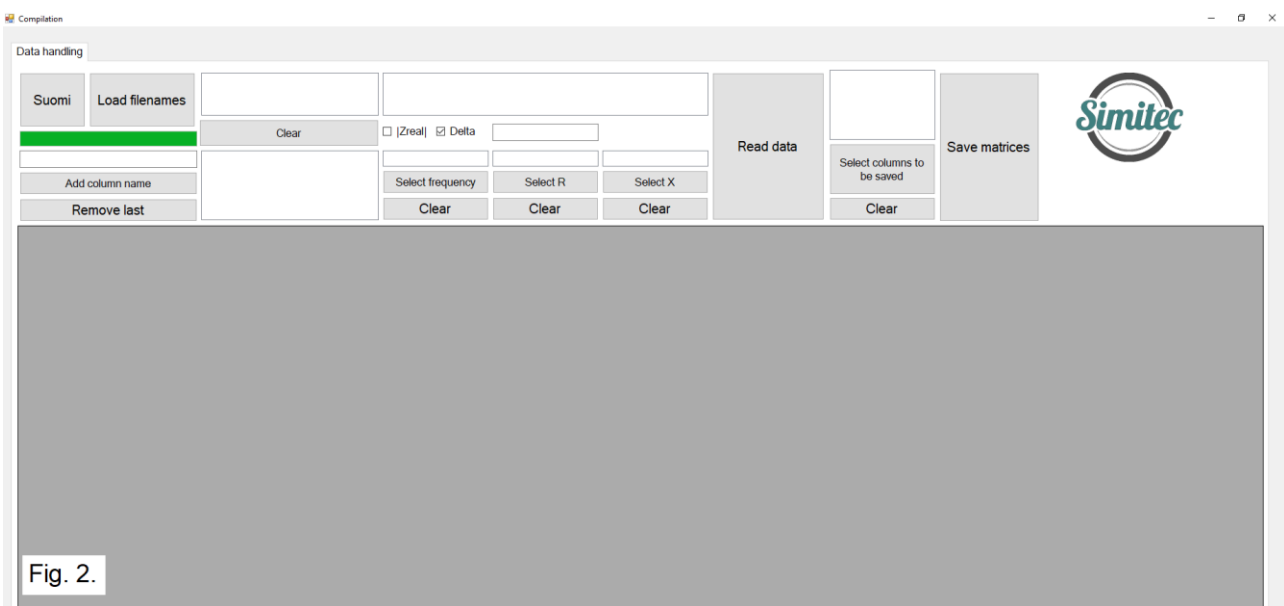 Compilation
Data handling
Suomi
Load filenames
Clear
|Zreal|
Delta
Read data
Select columns to
be saved
Save matrices
Simitec
Add column name
Select frequency
Select R
Select X
Remove last
Clear
Clear
Clear
Clear
Fig. 2.